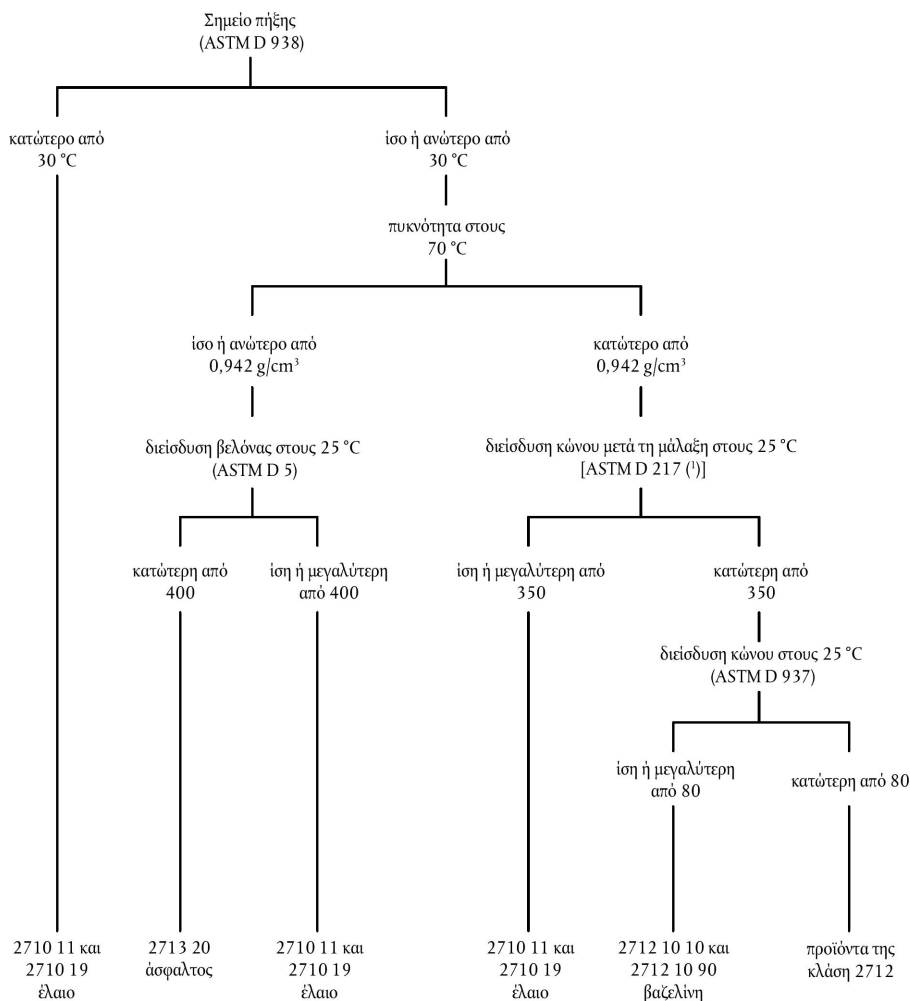 Σημείο πήξης
(ASTM D 938)
κατώτερο από
30 °C
ίσο ή ανώτερο από
30 °C
πυκνότητα στους
70 °C
ίσο ή ανώτερο από
0,942 g/cm³
κατώτερο από
0,942 g/cm³
διείσδυση βελόνας στους 25 °C
(ASTM D 5)
διείσδυση κώνου μετά τη μάλαξη στους 25 °C
[ASTM D 217 (¹)]
κατώτερη από
400
ίση ή μεγαλύτερη
από 400
ίση ή μεγαλύτερη από
350
κατώτερη από
350
διείσδυση κώνου στους 25 °C
(ASTM D 937)
ίση ή μεγαλύτερη
από 80
κατώτερη από 80
2710 11 και
2710 19
έλαιο
2713 20
άσφαλτος
2710 11 και
2710 19
έλαιο
2710 11 και
2710 19
έλαιο
2712 10 10 και
2712 10 90
βαζελίνη
προϊόντα της
κλάση 2712